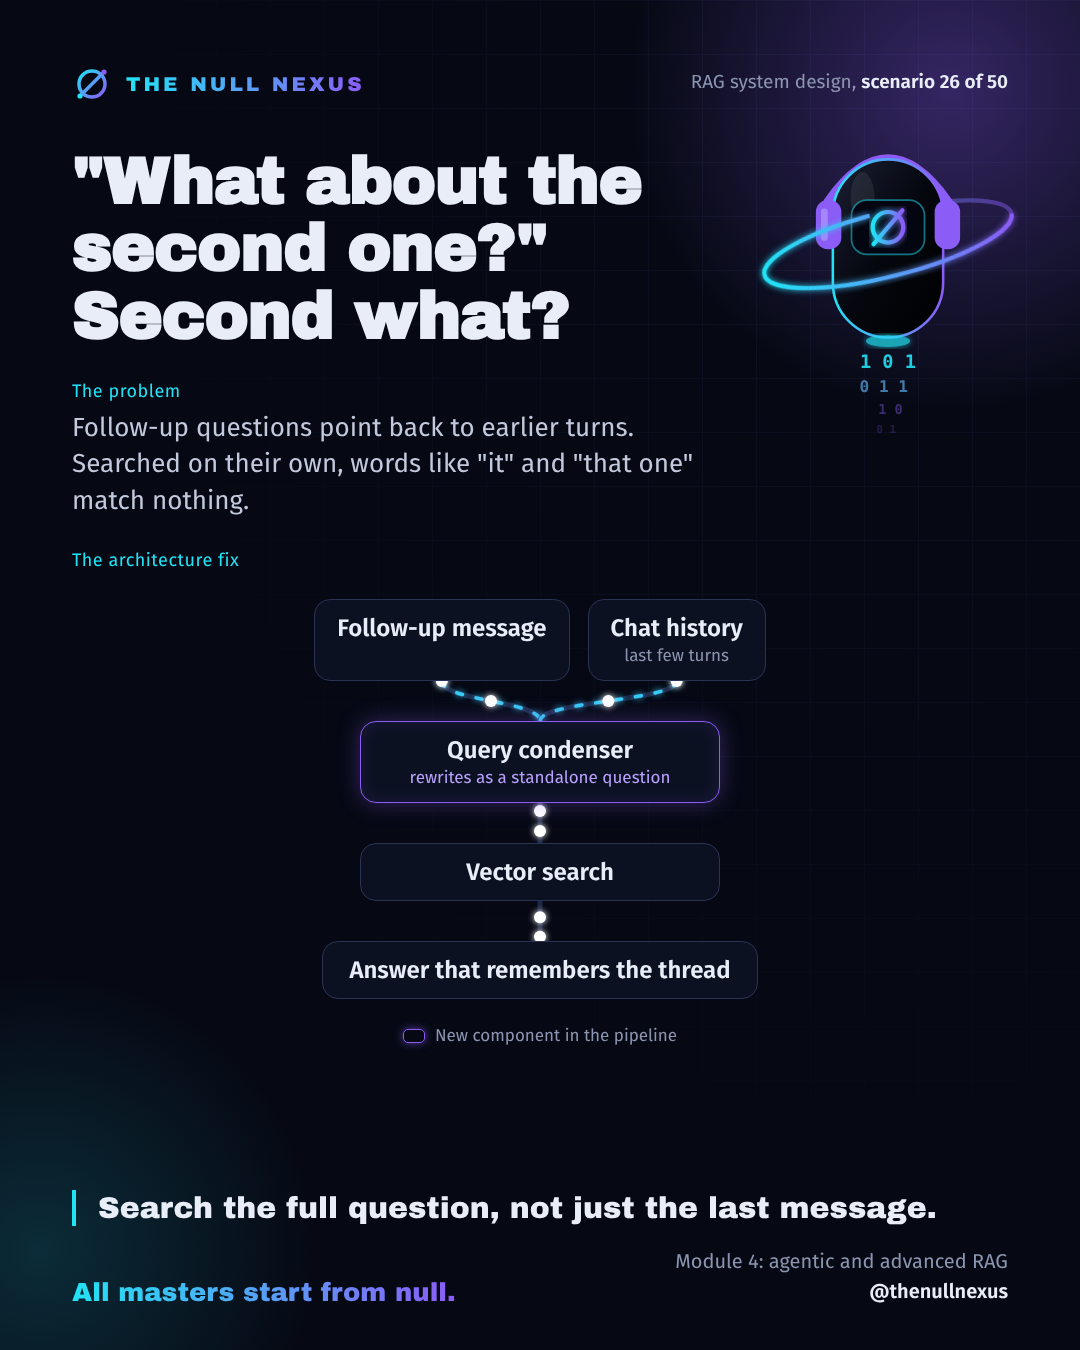 THE NULL NEXUS
RAG system design, scenario 26 of 50
"What about the
second one?"
Second what?
1 0 1
0 1 1
1 0
0 1
The problem
Follow-up questions point back to earlier turns.
Searched on their own, words like "it" and "that one"
match nothing.
The architecture fix
Follow-up message
Chat history
last few turns
Query condenser
rewrites as a standalone question
Vector search
Answer that remembers the thread
New component in the pipeline
Search the full question, not just the last message.
Module 4: agentic and advanced RAG
All masters start from null.
@thenullnexus